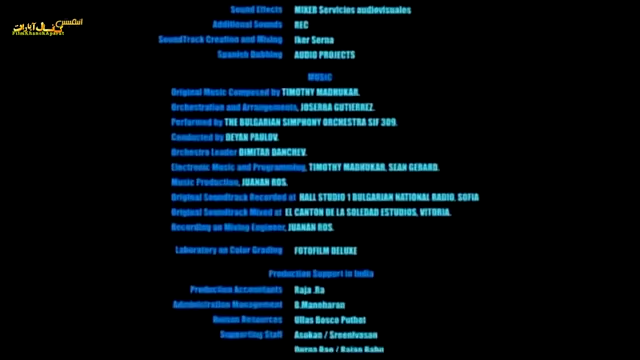 Sound Effects MIXER Servicios audiovisuales
Additional Sounds REC
SoundTrack Creation and Mixing Iker Serna
Spanish Dubbing AUDIO PROJECTS
MUSIC
Original Music Composed by TIMOTHY MADHUKAR.
Orchestration and Arrangements, JOSERRA GUTIERREZ.
Performed by THE BULGARIAN SIMPHONY ORCHESTRA SIF 309.
Conducted by DEYAN PAULOV.
Orchestra Leader DIMITAR DANCHEV.
Electronic Music and Programming, TIMOTHY MADHUKAR, SEAN GERARD.
Music Production, JUANAN ROS.
Original Soundtrack Recorded at HALL STUDIO 1 BULGARIAN NATIONAL RADIO, SOFIA
Original Soundtrack Mixed at EL CANTON DE LA SOLEDAD ESTUDIOS, VITORIA.
Recording an Mixing Engineer, JUANAN ROS.
Laboratory an Color Grading FOTOFILM DELUXE
Production Support in India
Production Accountants Raja .Ra
Administration Management B.Manoharan
Human Resources Ullas Bosco Puthet
Supporting Staff Asokan / Sreenivasan
Durga Rao / Rajan Babu